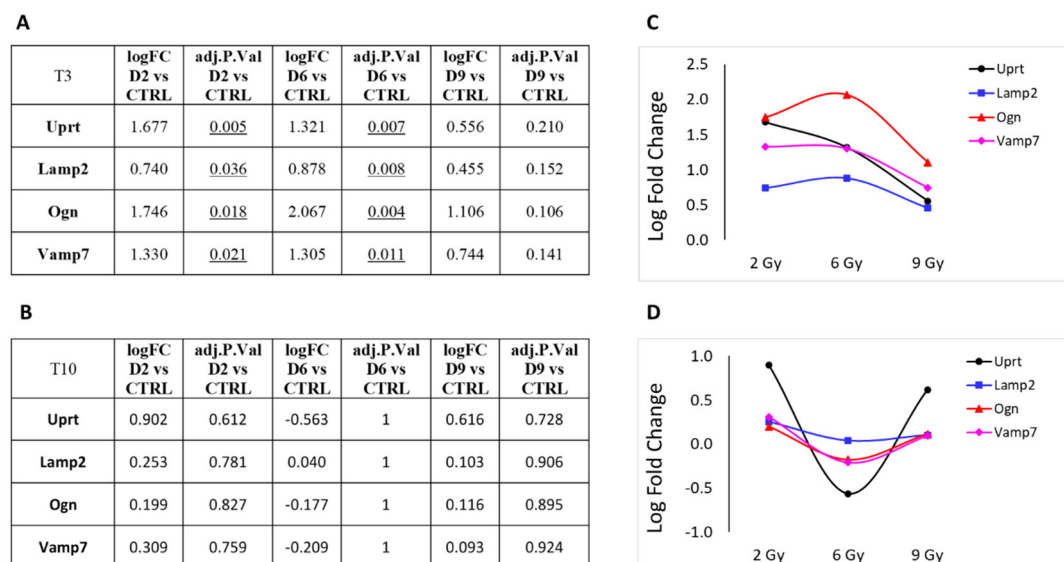 A
T3 logFC D2 vs CTRL adj.P.Val D2 vs CTRL logFC D6 vs CTRL adj.P.Val D6 vs CTRL logFC D9 vs CTRL adj.P.Val D9 vs CTRL
Uprt 1.677 0.005 1.321 0.007 0.556 0.210
Lamp2 0.740 0.036 0.878 0.008 0.455 0.152
Ogn 1.746 0.018 2.067 0.004 1.106 0.106
Vamp7 1.330 0.021 1.305 0.011 0.744 0.141
B
T10 logFC D2 vs CTRL adj.P.Val D2 vs CTRL logFC D6 vs CTRL adj.P.Val D6 vs CTRL logFC D9 vs CTRL adj.P.Val D9 vs CTRL
Uprt 0.902 0.612 -0.563 1 0.616 0.728
Lamp2 0.253 0.781 0.040 1 0.103 0.906
Ogn 0.199 0.827 -0.177 1 0.116 0.895
Vamp7 0.309 0.759 -0.209 1 0.093 0.924
C
Log Fold Change
2.5
2.0
1.5
1.0
0.5
0.0
2 Gy 6 Gy 9 Gy
Uprt
Lamp2
Ogn
Vamp7
D
Log Fold Change
1.0
0.5
0.0
-0.5
-1.0
2 Gy 6 Gy 9 Gy
Uprt
Lamp2
Ogn
Vamp7